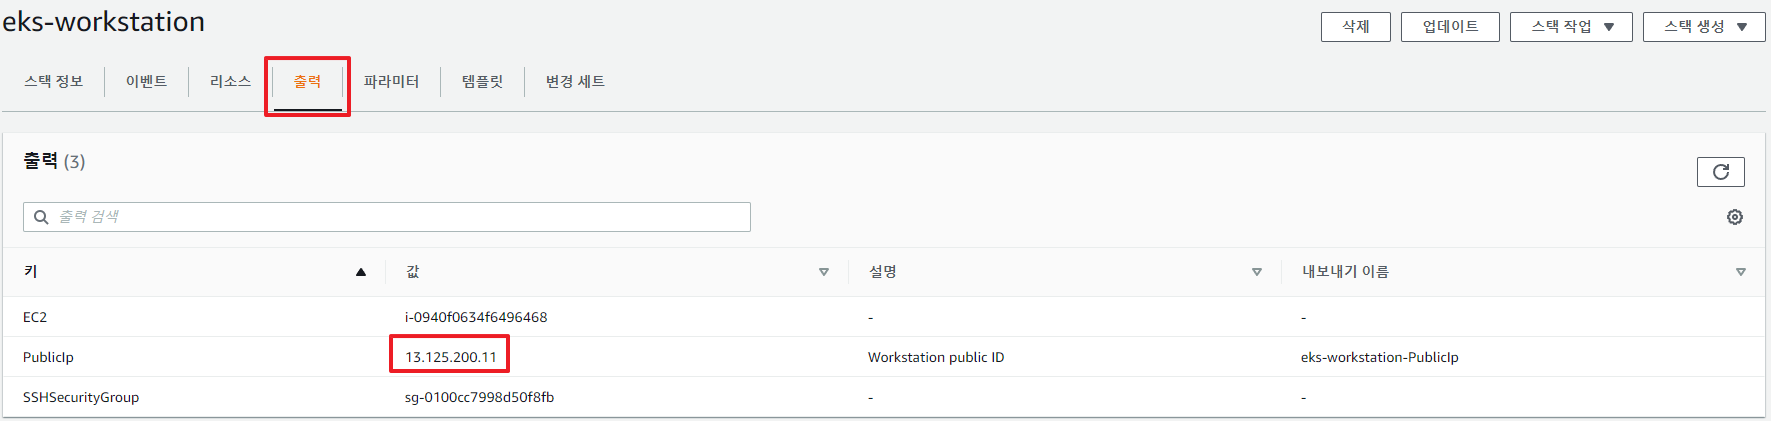 eks-workstation
삭제 업데이트 스택 작업 스택 생성
스택 정보 이벤트 리소스 출력 파라미터 템플릿 변경 세트
출력 (3)
출력 검색
키 값 설명 내보내기 이름
EC2 i-0940f0634f6496468 - -
PublicIp 13.125.200.11 Workstation public ID eks-workstation-PublicIp
SSHSecurityGroup sg-0100cc7998d50f8fb - -